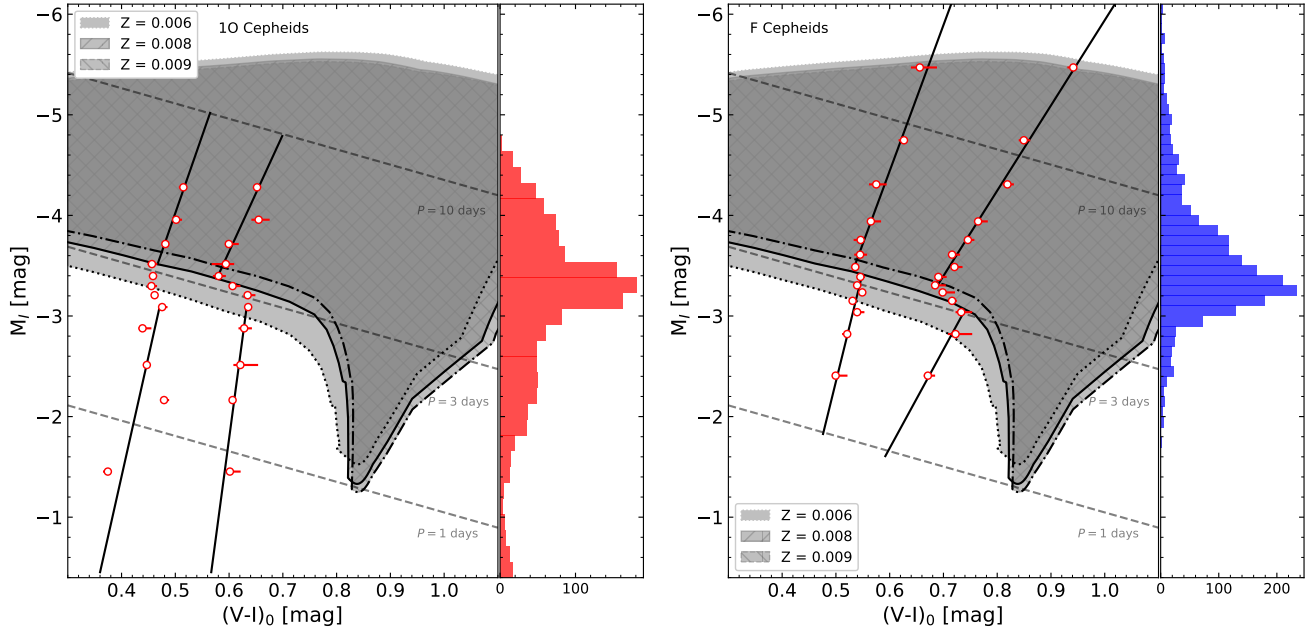 Z = 0.006
Z = 0.008
Z = 0.009
1O Cepheids
P = 10 days
P = 3 days
P = 1 days
−6
−5
−4
−3
−2
−1
M_I [mag]
0.4 0.5 0.6 0.7 0.8 0.9 1.0
0 100
(V-I)₀ [mag]
F Cepheids
P = 10 days
P = 3 days
P = 1 days
Z = 0.006
Z = 0.008
Z = 0.009
−6
−5
−4
−3
−2
−1
M_I [mag]
0.4 0.5 0.6 0.7 0.8 0.9 1.0
0 100 200
(V-I)₀ [mag]